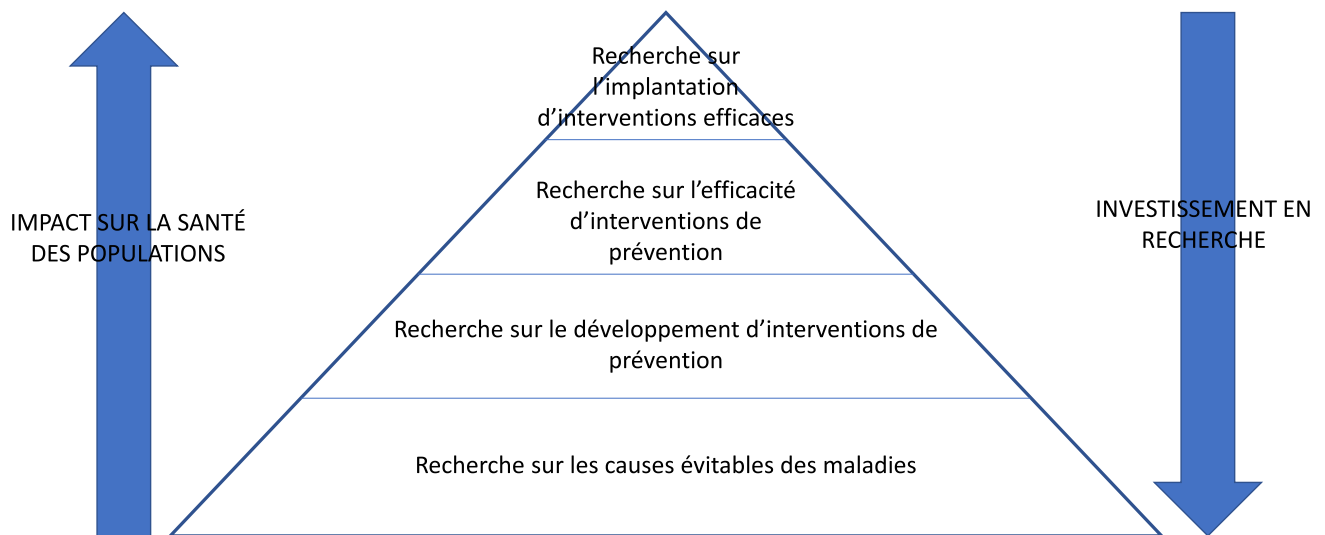 Recherche sur
l’implantation
d’interventions efficaces
Recherche sur l’efficacité
d’interventions de
prévention
Recherche sur le développement d’interventions de
prévention
Recherche sur les causes évitables des maladies
IMPACT SUR LA SANTÉ
DES POPULATIONS
INVESTISSEMENT EN
RECHERCHE